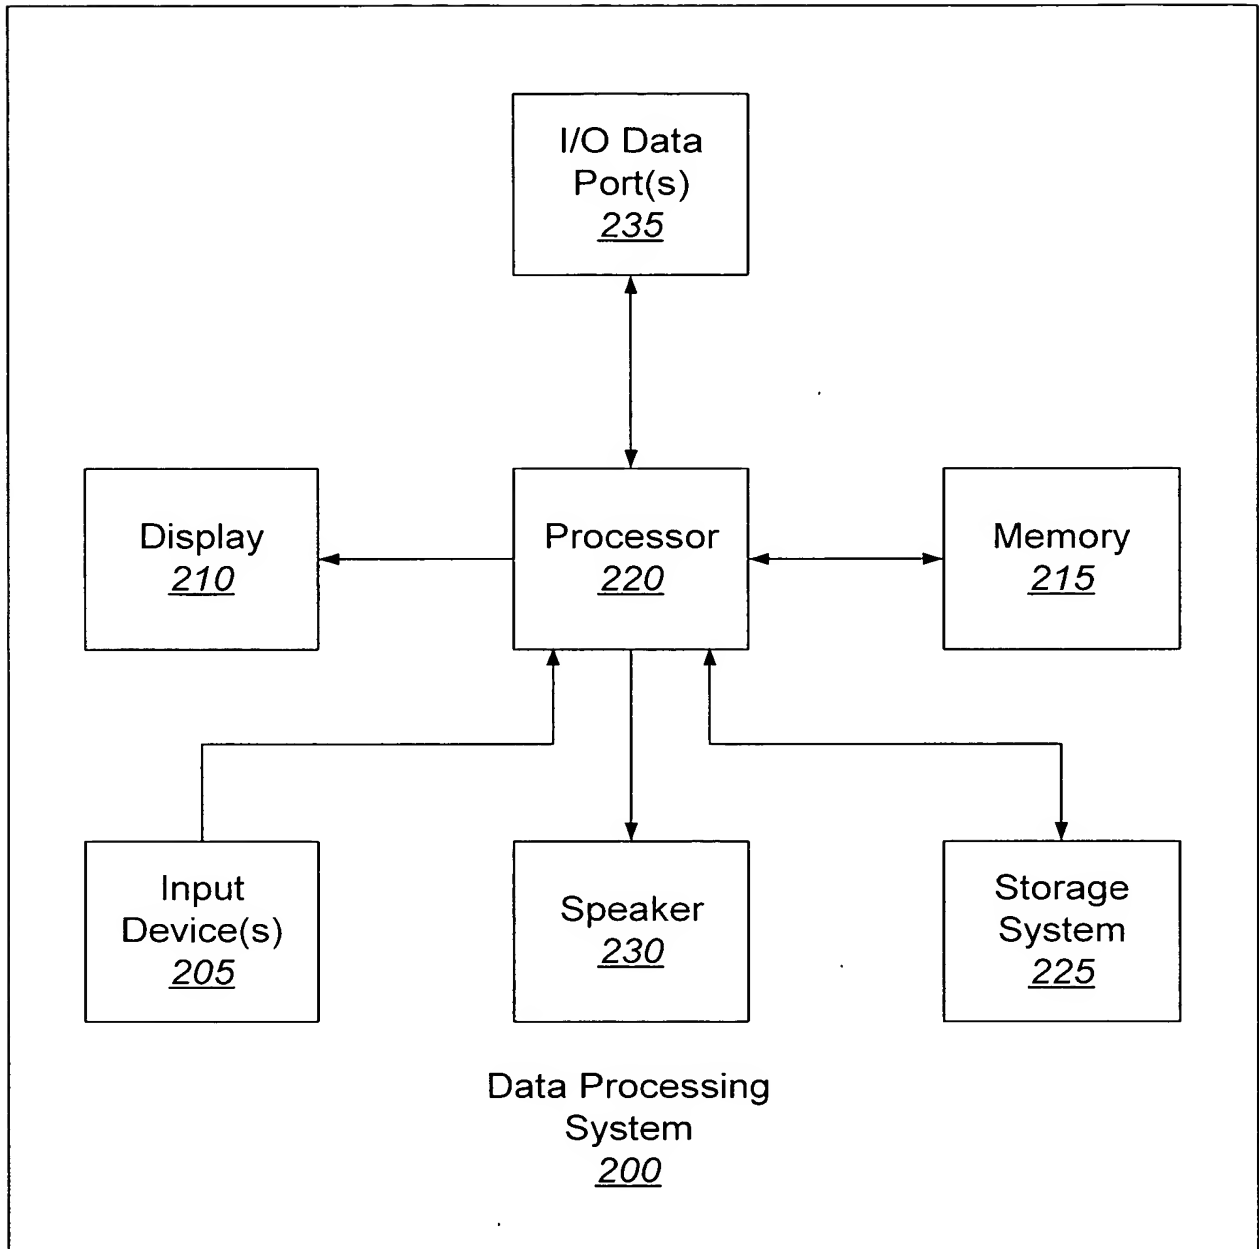 I/O Data
Port(s)
235
Display
210
Processor
220
Memory
215
Input
Device(s)
205
Speaker
230
Storage
System
225
Data Processing
System
200